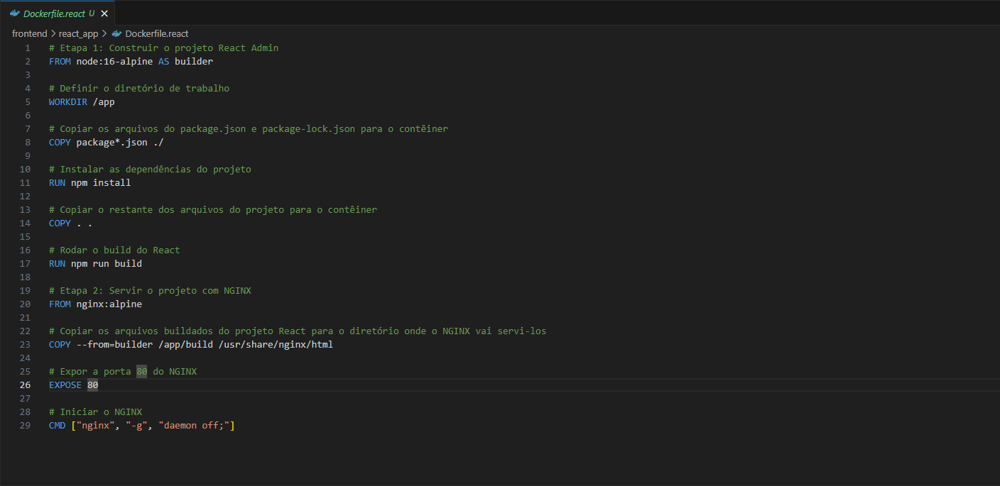 Dockerfile.react U
frontend > react_app > Dockerfile.react
1 # Etapa 1: Construir o projeto React Admin
2 FROM node:16-alpine AS builder
3
4 # Definir o diretório de trabalho
5 WORKDIR /app
6
7 # Copiar os arquivos do package.json e package-lock.json para o contêiner
8 COPY package*.json ./
9
10 # Instalar as dependências do projeto
11 RUN npm install
12
13 # Copiar o restante dos arquivos do projeto para o contêiner
14 COPY . .
15
16 # Rodar o build do React
17 RUN npm run build
18
19 # Etapa 2: Servir o projeto com NGINX
20 FROM nginx:alpine
21
22 # Copiar os arquivos buildados do projeto React para o diretório onde o NGINX vai servi-los
23 COPY --from=builder /app/build /usr/share/nginx/html
24
25 # Expor a porta 80 do NGINX
26 EXPOSE 80
27
28 # Iniciar o NGINX
29 CMD ["nginx", "-g", "daemon off;"]